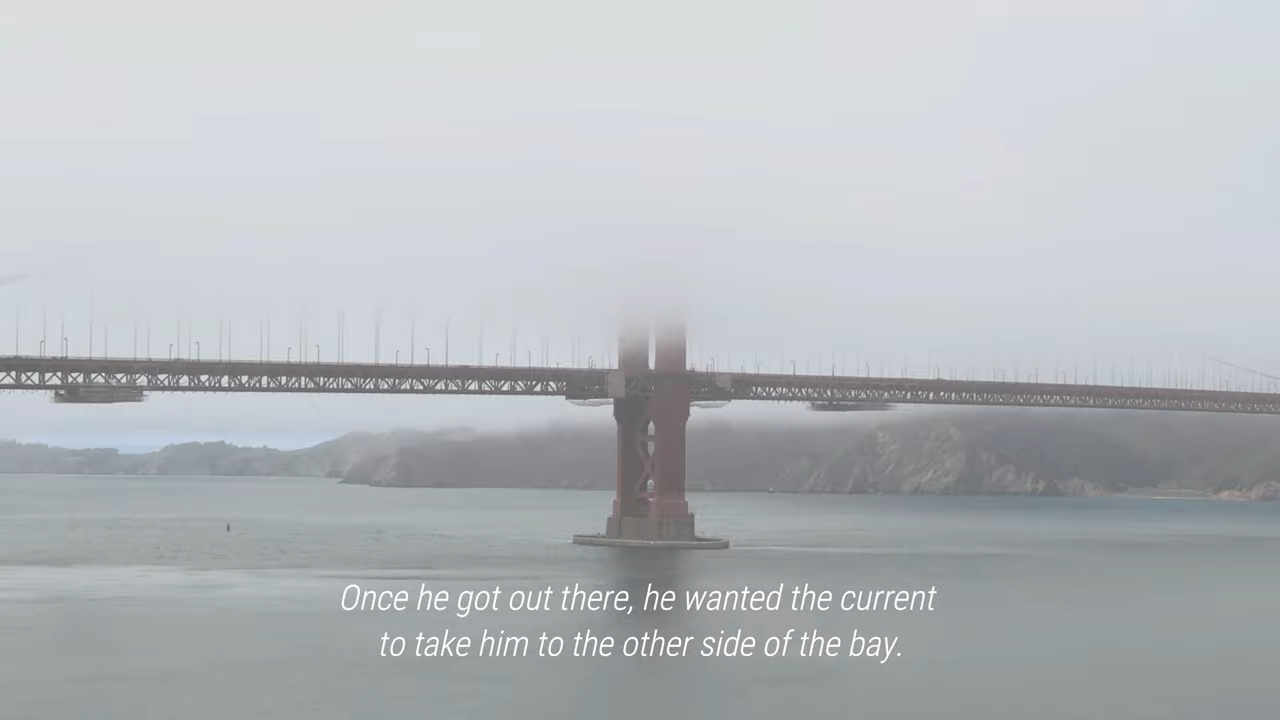 Once he got out there, he wanted the current
to take him to the other side of the bay.